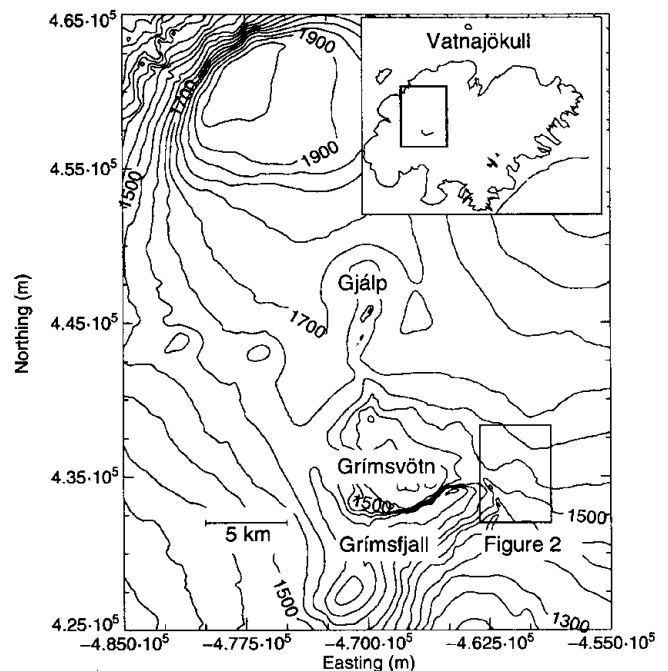 4.65·10⁵
1900
Vatnajökull
1700
1900
4.55·10⁵
1500
Gjálp
1700
4.45·10⁵
Northing (m)
Grímsvötn
4.35·10⁵
1500
1500
5 km
Grímsfjall
Figure 2
1500
1300
4.25·10⁵
−4.850·10⁵
−4.775·10⁵
−4.700·10⁵
−4.625·10⁵
−4.550·10⁵
Easting (m)